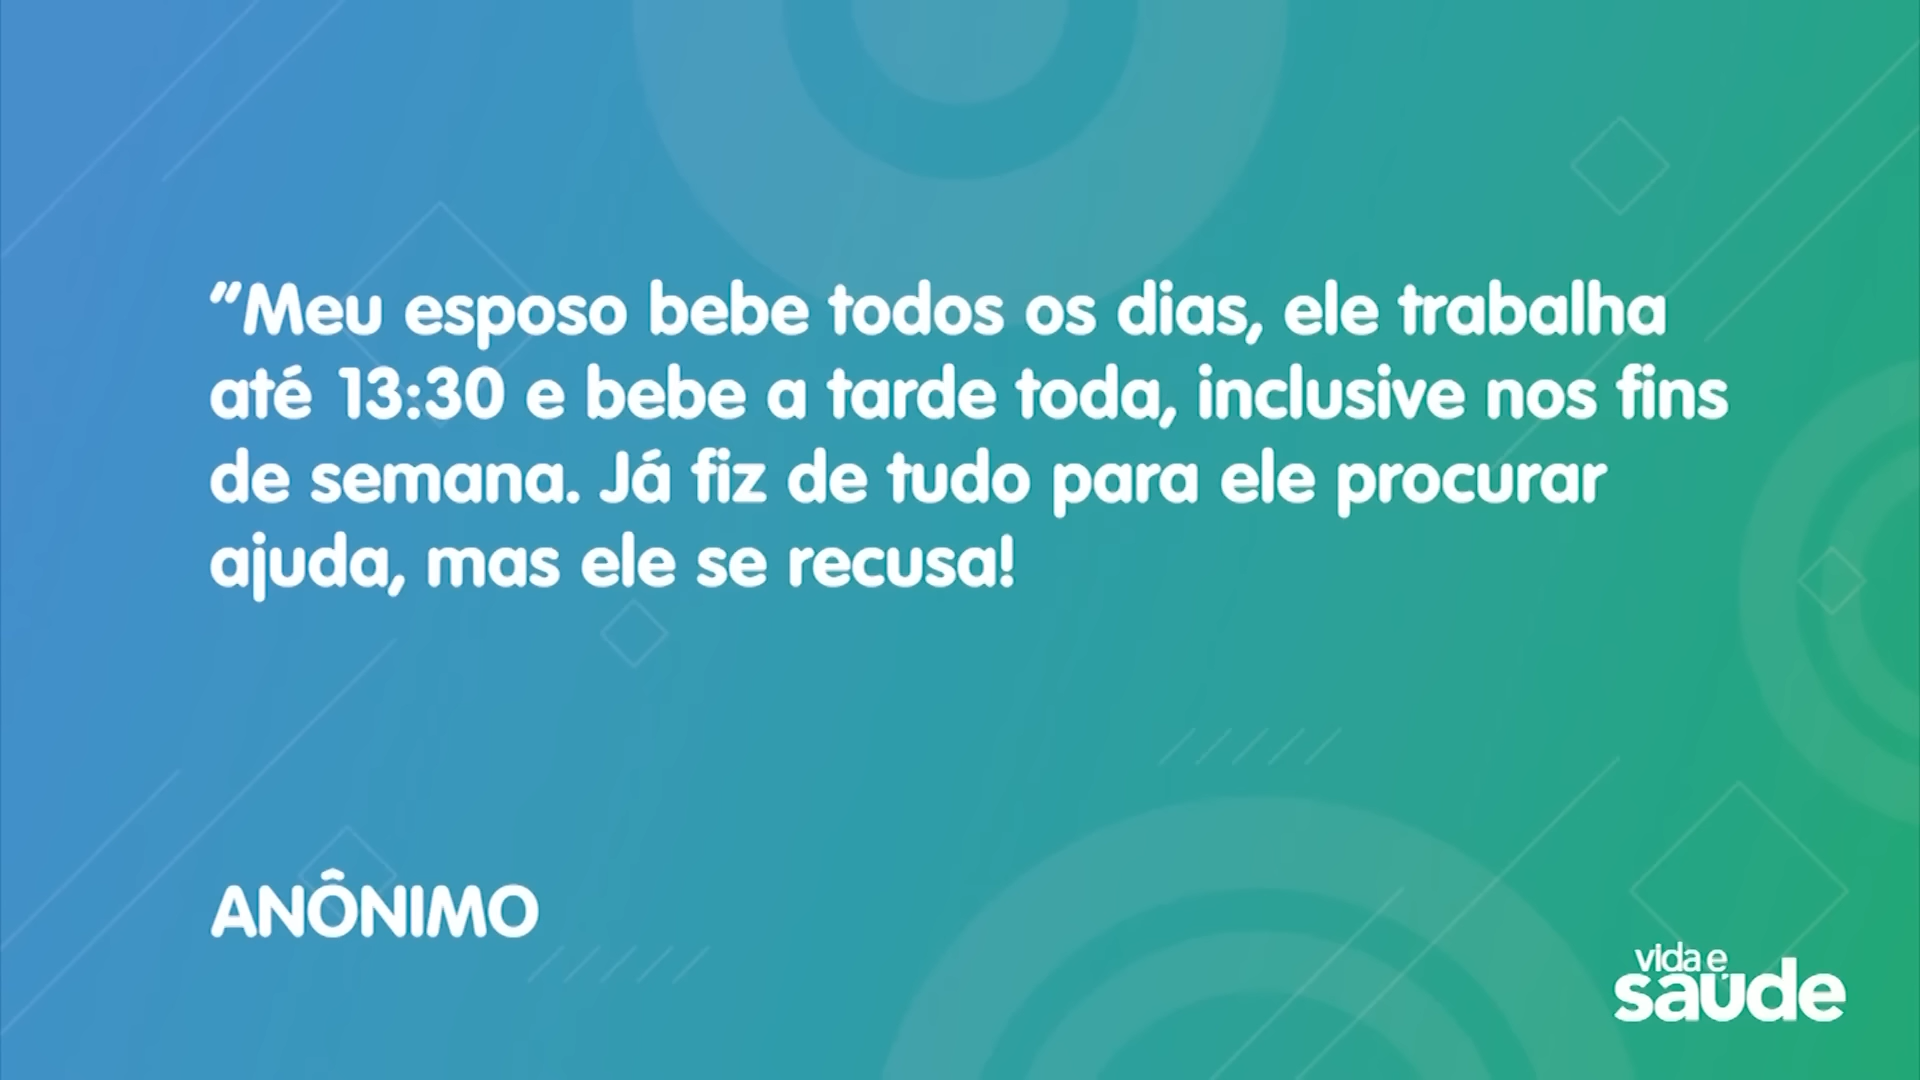 "Meu esposo bebe todos os dias, ele trabalha
até 13:30 e bebe a tarde toda, inclusive nos fins
de semana. Já fiz de tudo para ele procurar
ajuda, mas ele se recusa!
ANÔNIMO
vida e
saúde